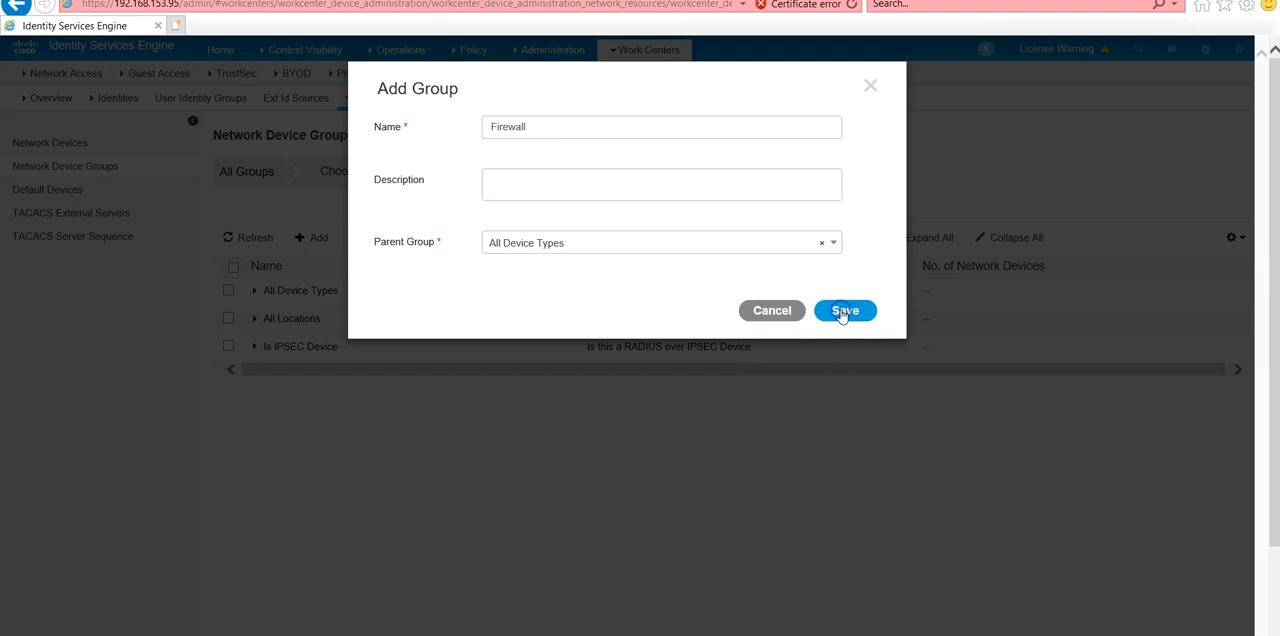 https://192.168.153.95/admin/#workcenters/workcenter_device_administration/workcenter_device_administration_network_resources/workcenter_de
Certificate error
Search...
Identity Services Engine
cisco
Identity Services Engine
Home
Context Visibility
Operations
Policy
Administration
Work Centers
1
License Warning
Network Access
Guest Access
TrustSec
BYOD
Overview
Identities
User Identity Groups
Ext Id Sources
Network Devices
Network Device Groups
Default Devices
TACACS External Servers
TACACS Server Sequence
Network Device Group
All Groups
Choo
Refresh
Add
Expand All
Collapse All
Name
No. of Network Devices
All Device Types
--
All Locations
--
Is IPSEC Device
Is this a RADIUS over IPSEC Device
--
Add Group
Name *
Firewall
Description
Parent Group *
All Device Types
Cancel
Save